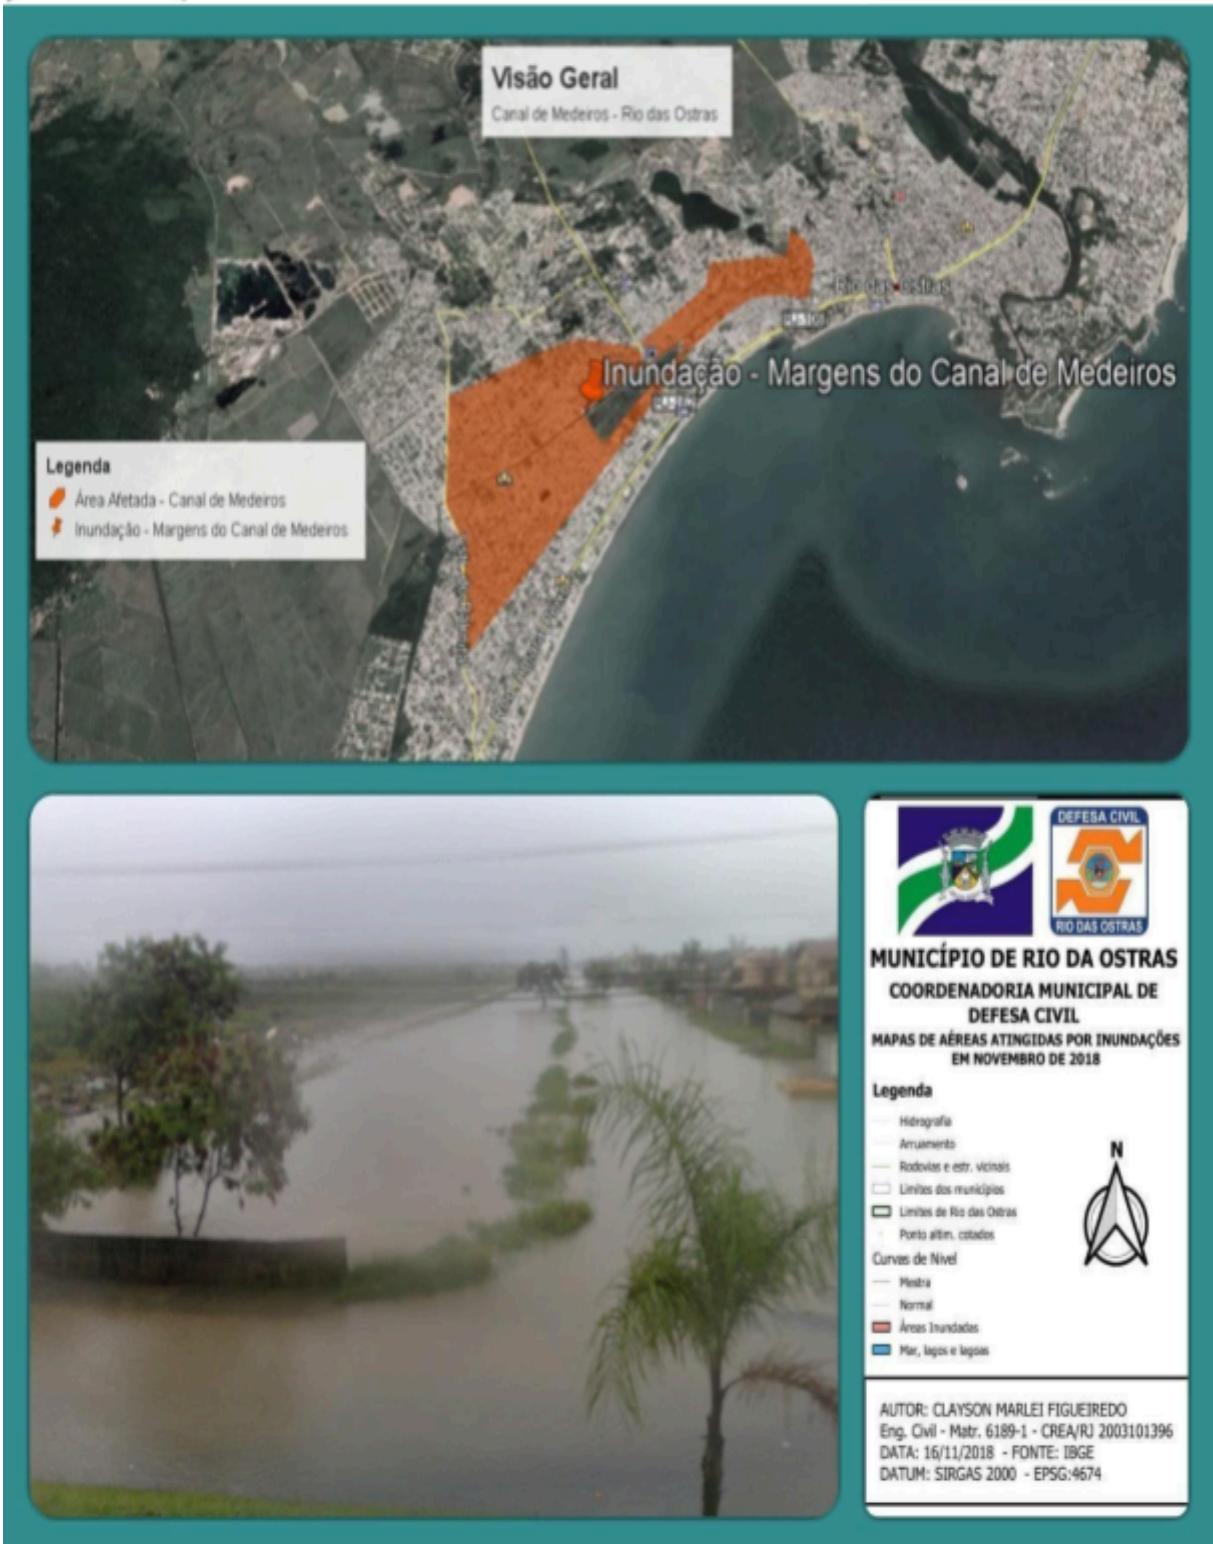 Visão Geral
Canal de Medeiros - Rio das Ostras
Rio das Ostras
Inundação - Margens do Canal de Medeiros
Legenda
Área Afetada - Canal de Medeiros
Inundação - Margens do Canal de Medeiros
DEFESA CIVIL
RIO DAS OSTRAS
MUNICÍPIO DE RIO DA OSTRAS
COORDENADORIA MUNICIPAL DE
DEFESA CIVIL
MAPAS DE AÉREAS ATINGIDAS POR INUNDAÇÕES
EM NOVEMBRO DE 2018
Legenda
Hidrografia
Arruamento
Rodovias e estr. vicinais
Limites dos municípios
Limites de Rio das Ostras
Ponto altim. cotados
Curvas de Nivel
Mestra
Normal
Áreas Inundadas
Mar, lagos e lagoas
N
AUTOR: CLAYSON MARLEI FIGUEIREDO
Eng. Civil - Matr. 6189-1 - CREA/RJ 2003101396
DATA: 16/11/2018 - FONTE: IBGE
DATUM: SIRGAS 2000 - EPSG:4674